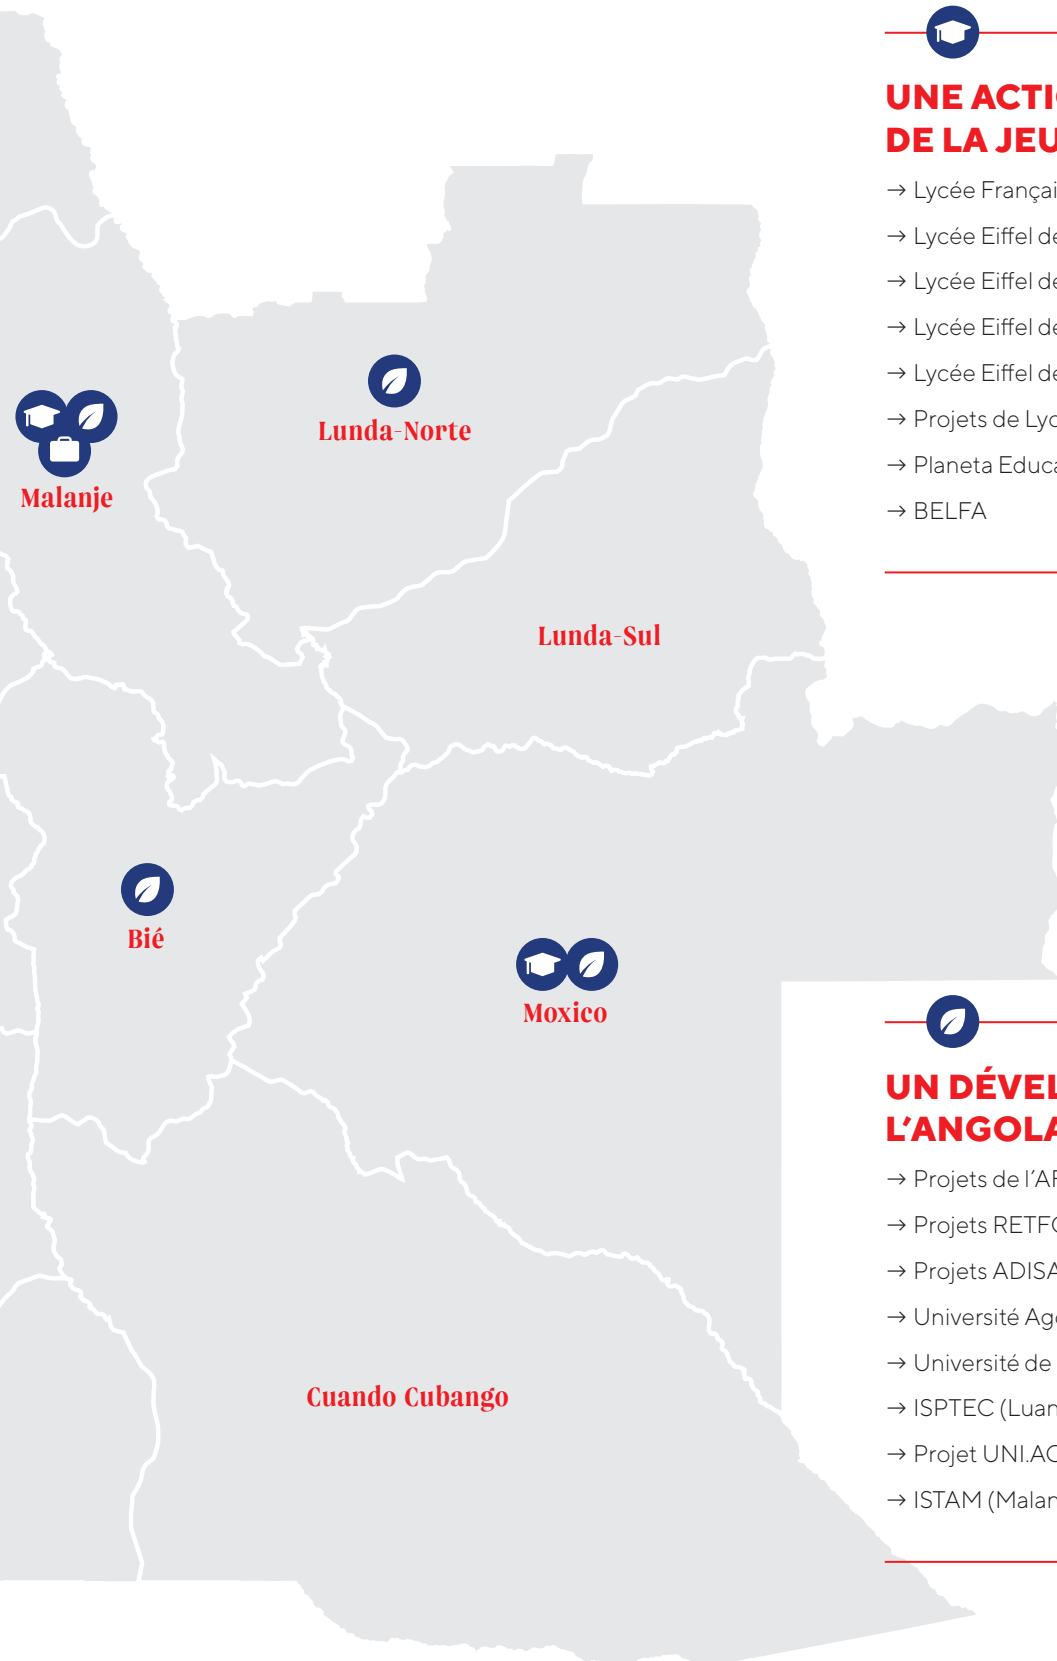 UNE ACTI
DE LA JEU
→ Lycée Françai
→ Lycée Eiffel de
→ Lycée Eiffel de
→ Lycée Eiffel de
→ Lycée Eiffel de
→ Projets de Lyc
→ Planeta Educa
→ BELFA
Lunda-Norte
Malanje
Lunda-Sul
Bié
Moxico
Cuando Cubango
UN DÉVEL
L’ANGOLA
→ Projets de l’AF
→ Projets RETFO
→ Projets ADISA
→ Université Ago
→ Université de
→ ISPTEC (Luan
→ Projet UNI.AO
→ ISTAM (Malan